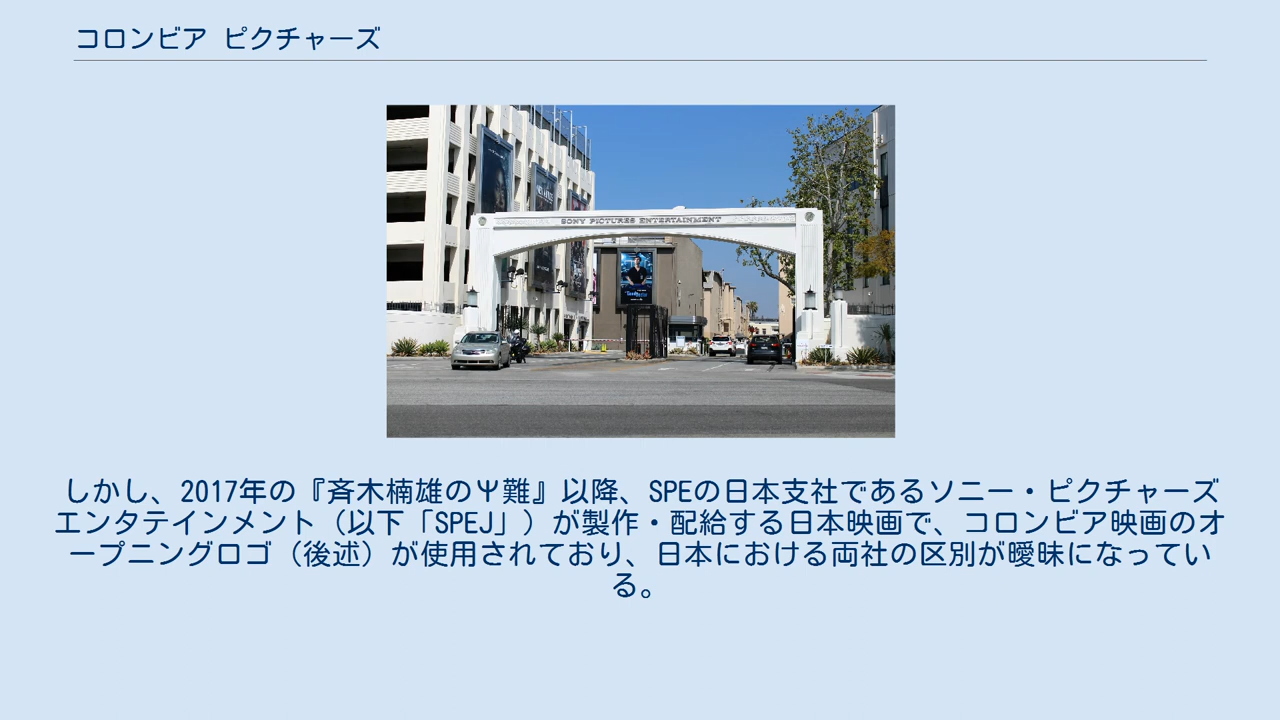 コロンビア ピクチャーズ
SONY PICTURES ENTERTAINMENT
しかし、2017年の『斉木楠雄のΨ難』以降、SPEの日本支社であるソニー・ピクチャーズ
エンタテインメント（以下「SPEJ」）が製作・配給する日本映画で、コロンビア映画のオ
ープニングロゴ（後述）が使用されており、日本における両社の区別が曖昧になってい
る。